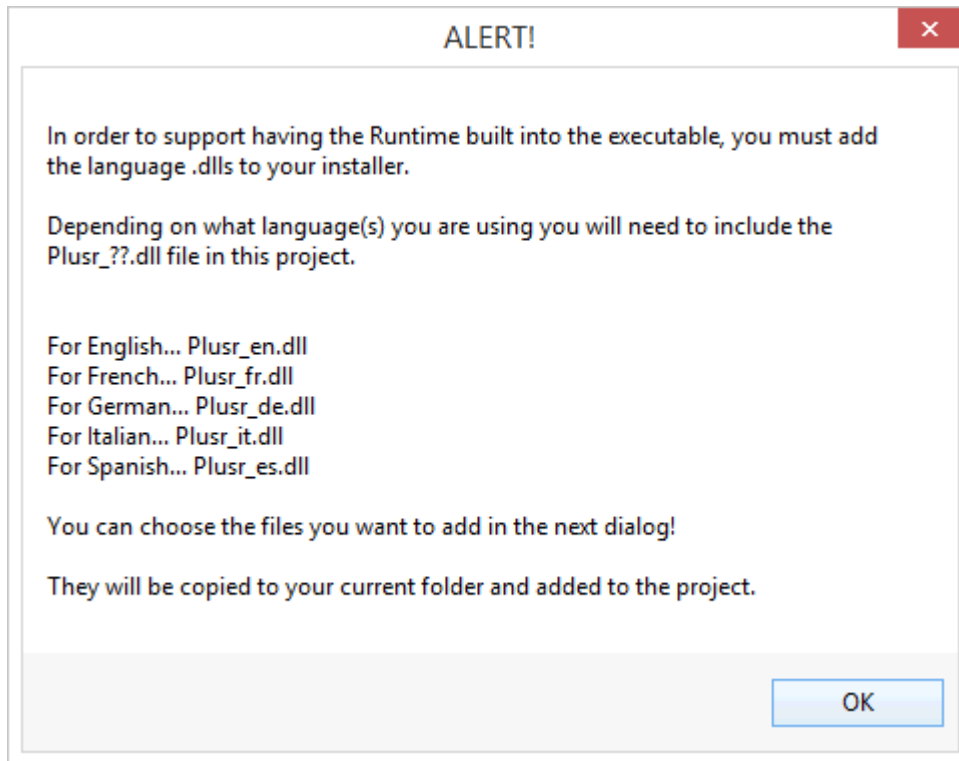 ALERT!
In order to support having the Runtime built into the executable, you must add
the language .dlls to your installer.
Depending on what language(s) you are using you will need to include the
Plusr_??.dll file in this project.
For English... Plusr_en.dll
For French... Plusr_fr.dll
For German... Plusr_de.dll
For Italian... Plusr_it.dll
For Spanish... Plusr_es.dll
You can choose the files you want to add in the next dialog!
They will be copied to your current folder and added to the project.
OK